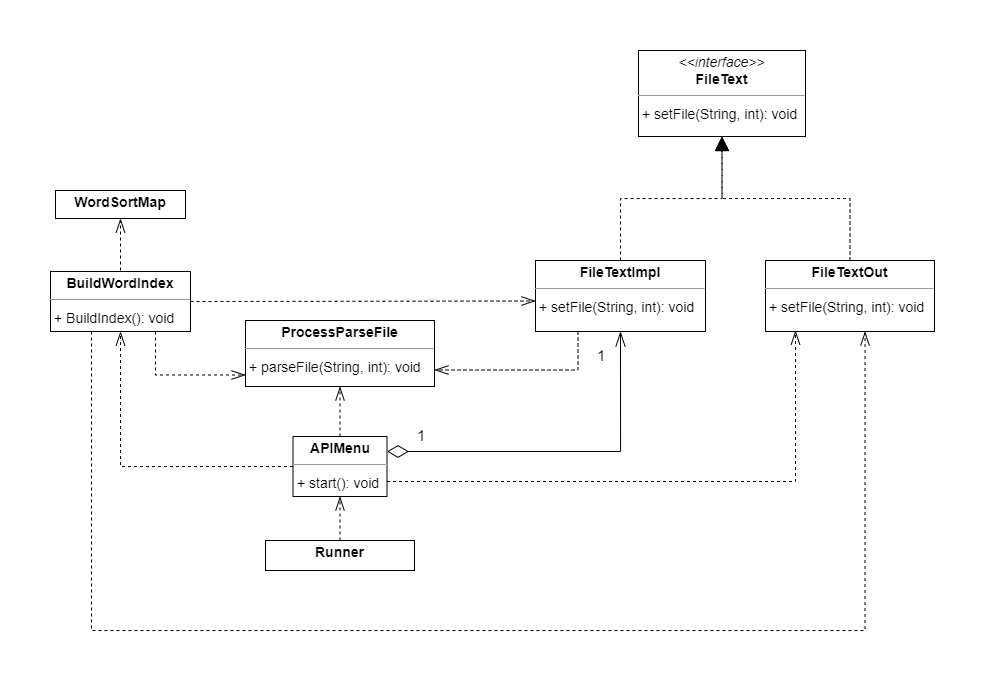 <<interface>>
FileText
+ setFile(String, int): void
WordSortMap
BuildWordIndex
+ BuildIndex(): void
FileTextImpl
+ setFile(String, int): void
FileTextOut
+ setFile(String, int): void
ProcessParseFile
+ parseFile(String, int): void
1
1
APIMenu
+ start(): void
Runner